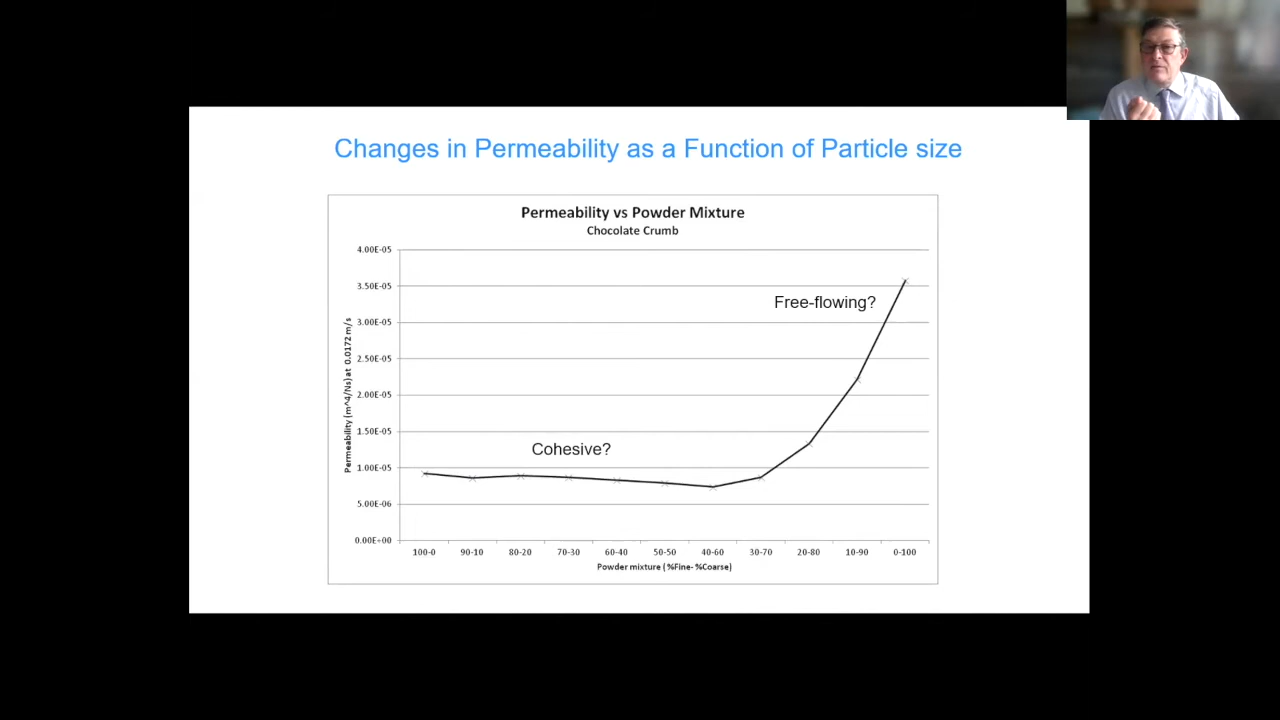 Changes in Permeability as a Function of Particle size
Permeability vs Powder Mixture
Chocolate Crumb
Permeability (m^4/Ns) at 0.0172 m/s
4.00E-05
3.50E-05
3.00E-05
2.50E-05
2.00E-05
1.50E-05
1.00E-05
5.00E-06
0.00E+00
Free-flowing?
Cohesive?
100-0 90-10 80-20 70-30 60-40 50-50 40-60 30-70 20-80 10-90 0-100
Powder mixture (%Fine-%Coarse)